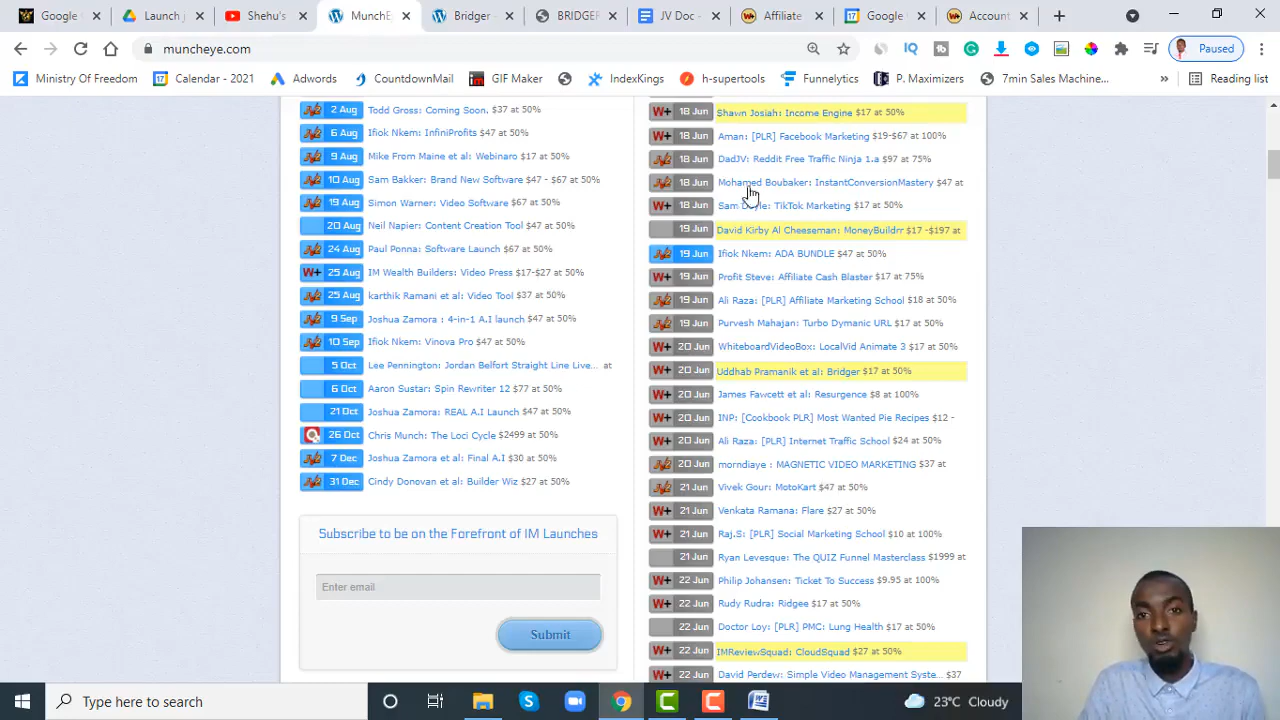 Google
Launch j
Shehu's
MunchE
Bridger -
BRIDGER
JV Doc -
Affiliate
Google
Account
muncheye.com
Paused
Ministry Of Freedom
Calendar - 2021
Adwords
CountdownMail
GIF Maker
IndexKings
h-supertools
Funnelytics
P. Maximizers
7min Sales Machine...
»
Reading list
2 Aug Todd Gross: Coming Soon. $37 at 50%
6 Aug Ifiok Nkem: InfiniProfits $47 at 50%
9 Aug Mike From Maine et al: Webinaro $17 at 50%
10 Aug Sam Bakker: Brand New Software $47 - $67 at 50%
19 Aug Simon Warner: Video Software $67 at 50%
20 Aug Neil Napier: Content Creation Tool $47 at 50%
24 Aug Paul Ponna: Software Launch $67 at 50%
W+ 25 Aug IM Wealth Builders: Video Press $17-$27 at 50%
25 Aug karthik Ramani et al: Video Tool $37 at 50%
9 Sep Joshua Zamora : 4-in-1 A.I launch $47 at 50%
10 Sep Ifiok Nkem: Vinova Pro $47 at 50%
5 Oct Lee Pennington: Jordan Belfort Straight Line Live... at
6 Oct Aaron Sustar: Spin Rewriter 12 $77 at 50%
21 Oct Joshua Zamora: REAL A.I Launch $47 at 50%
26 Oct Chris Munch: The Loci Cycle $2499 at 50%
7 Dec Joshua Zamora et al: Final A.I $30 at 50%
31 Dec Cindy Donovan et al: Builder Wiz $27 at 50%
Subscribe to be on the Forefront of IM Launches
Enter email
Submit
W+ 18 Jun Shawn Josiah: Income Engine $17 at 50%
W+ 18 Jun Aman: [PLR] Facebook Marketing $19-$67 at 100%
18 Jun DadJV: Reddit Free Traffic Ninja 1.a $97 at 75%
18 Jun Mohamed Boubaker: InstantConversionMastery $47 at
W+ 18 Jun Sam Doyle: TikTok Marketing $17 at 50%
19 Jun David Kirby Al Cheeseman: MoneyBuildrr $17 -$197 at
19 Jun Ifiok Nkem: ADA BUNDLE $47 at 50%
W+ 19 Jun Profit Steve: Affiliate Cash Blaster $17 at 75%
19 Jun Ali Raza: [PLR] Affiliate Marketing School $18 at 50%
19 Jun Purvesh Mahajan: Turbo Dymanic URL $17 at 50%
W+ 20 Jun WhiteboardVideoBox: LocalVid Animate 3 $17 at 50%
W+ 20 Jun Uddhab Pramanik et al: Bridger $17 at 50%
W+ 20 Jun James Fawcett et al: Resurgence $8 at 100%
W+ 20 Jun INP: [Cookbook PLR] Most Wanted Pie Recipes $12 -
W+ 20 Jun Ali Raza: [PLR] Internet Traffic School $24 at 50%
20 Jun morndiaye : MAGNETIC VIDEO MARKETING $37 at
21 Jun Vivek Gour: MotoKart $47 at 50%
W+ 21 Jun Venkata Ramana: Flare $27 at 50%
W+ 21 Jun Raj.S: [PLR] Social Marketing School $10 at 100%
21 Jun Ryan Levesque: The QUIZ Funnel Masterclass $1999 at
W+ 22 Jun Philip Johansen: Ticket To Success $9.95 at 100%
W+ 22 Jun Rudy Rudra: Ridgee $17 at 50%
22 Jun Doctor Loy: [PLR] PMC: Lung Health $17 at 50%
W+ 22 Jun IMReviewSquad: CloudSquad $27 at 50%
W+ 22 Jun David Perdew: Simple Video Management Syste... $37
Type here to search
23°C Cloudy